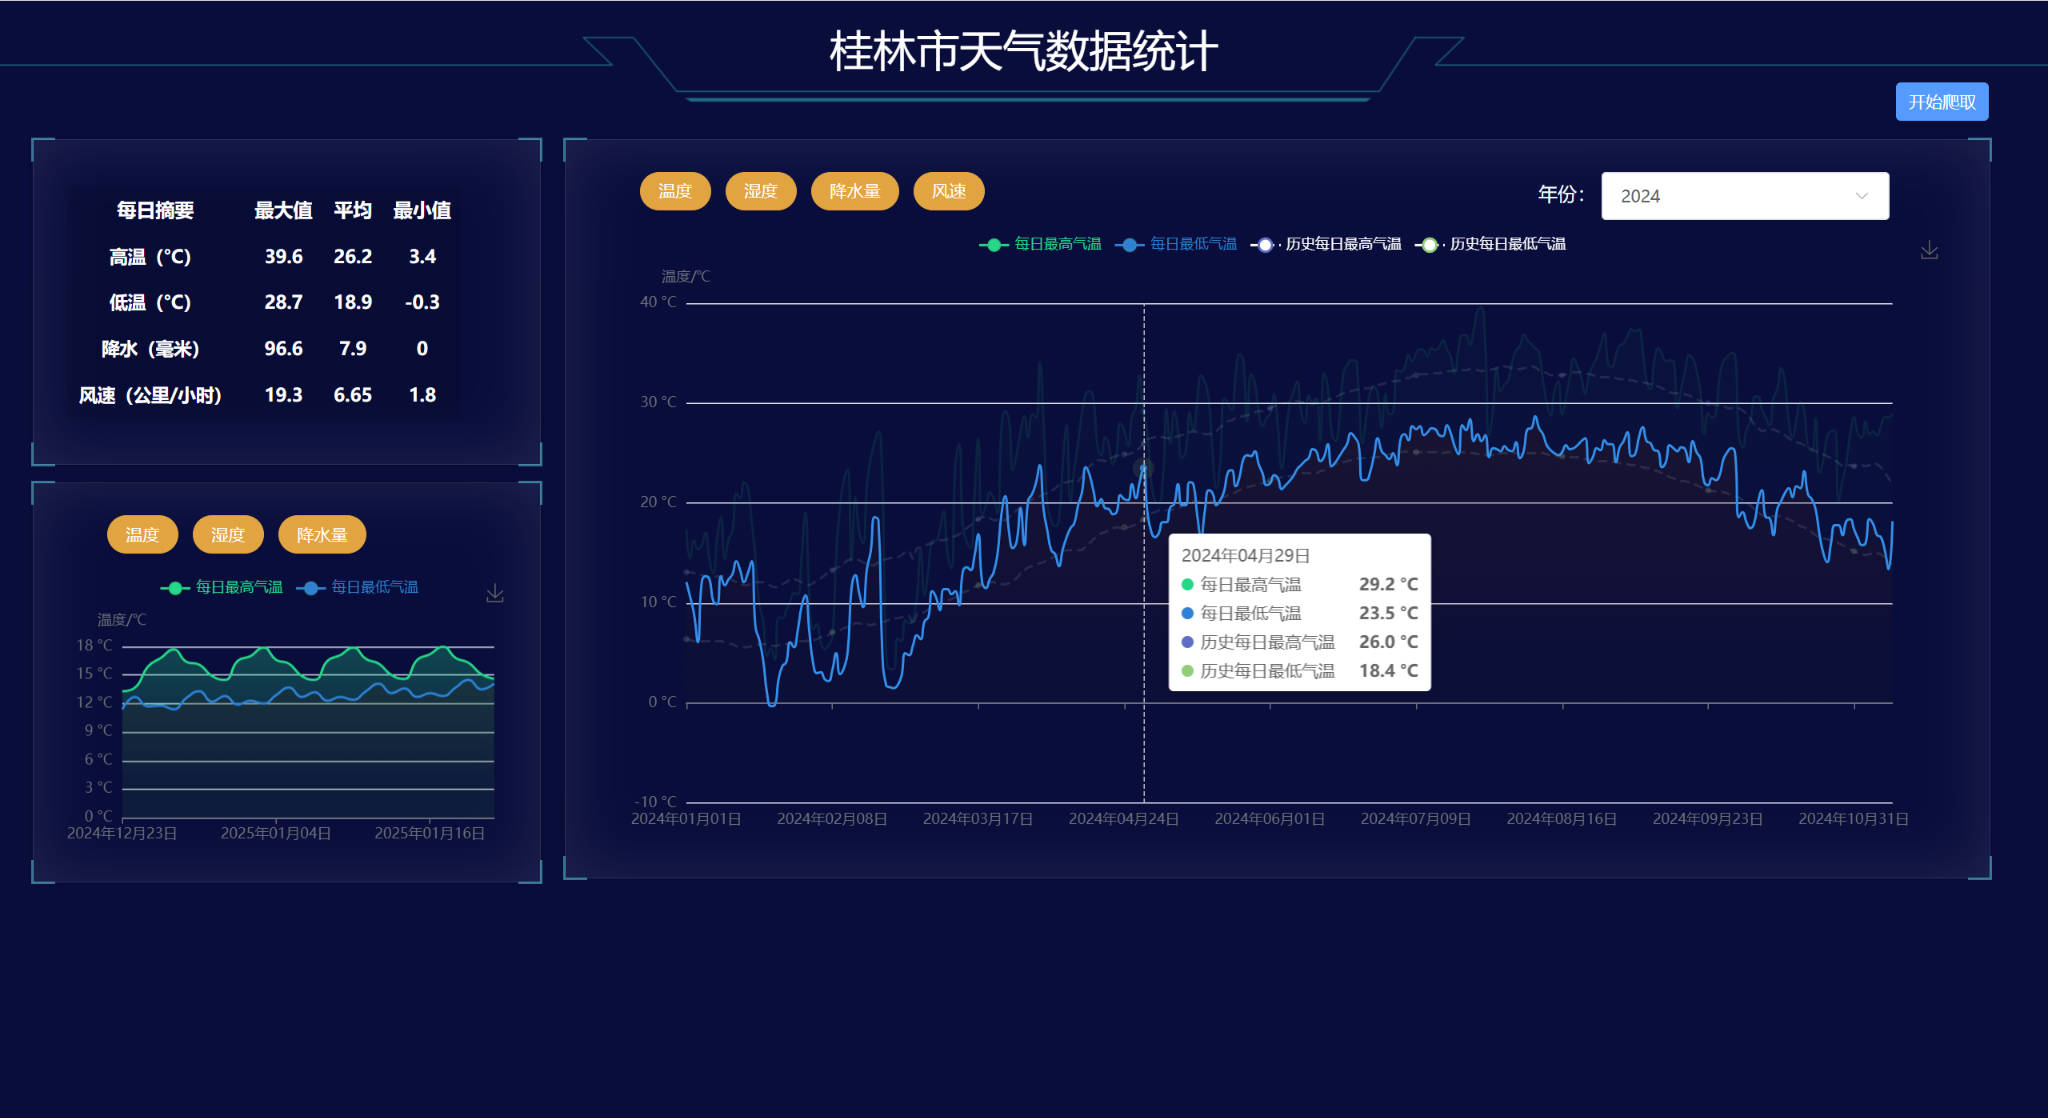 桂林市天气数据统计
开始爬取
每日摘要 最大值 平均 最小值
高温（℃） 39.6 26.2 3.4
低温（℃） 28.7 18.9 -0.3
降水（毫米） 96.6 7.9 0
风速（公里/小时） 19.3 6.65 1.8
温度 湿度 降水量
每日最高气温 每日最低气温
温度/℃
18 ℃
15 ℃
12 ℃
9 ℃
6 ℃
3 ℃
0 ℃
2024年12月23日 2025年01月04日 2025年01月16日
温度 湿度 降水量 风速
年份： 2024
每日最高气温 每日最低气温 历史每日最高气温 历史每日最低气温
温度/℃
40 ℃
30 ℃
20 ℃
10 ℃
0 ℃
-10 ℃
2024年04月29日
每日最高气温 29.2 ℃
每日最低气温 23.5 ℃
历史每日最高气温 26.0 ℃
历史每日最低气温 18.4 ℃
2024年01月01日 2024年02月08日 2024年03月17日 2024年04月24日 2024年06月01日 2024年07月09日 2024年08月16日 2024年09月23日 2024年10月31日